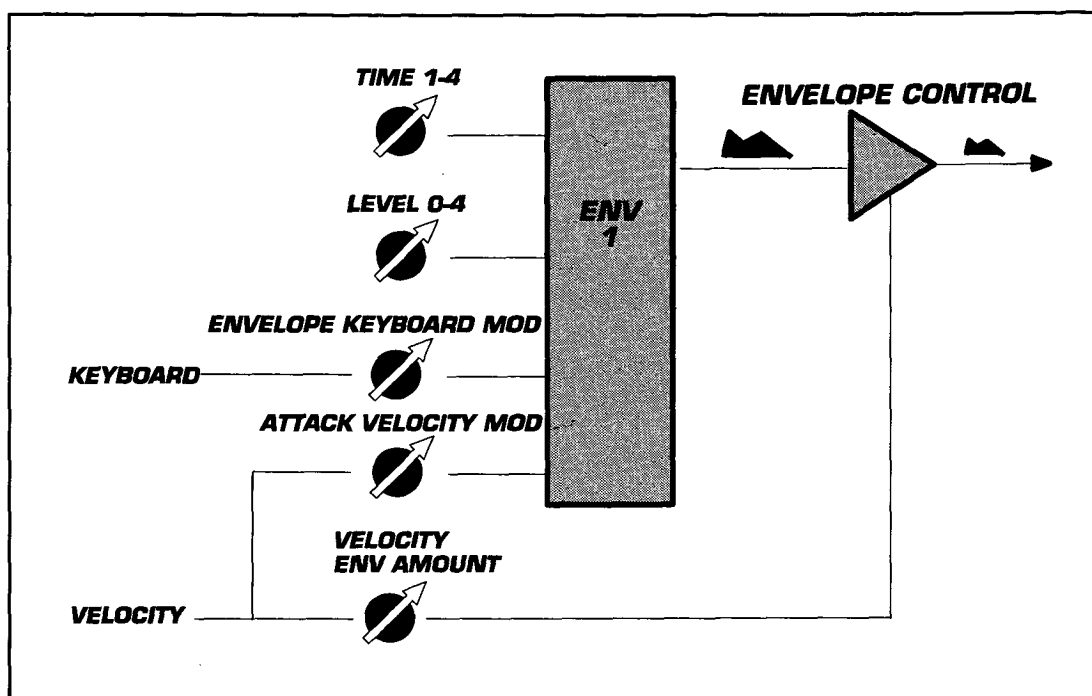 TIME 1-4
ENVELOPE CONTROL
LEVEL 0-4
ENV
1
ENVELOPE KEYBOARD MOD
KEYBOARD
ATTACK VELOCITY MOD
VELOCITY
ENV AMOUNT
VELOCITY